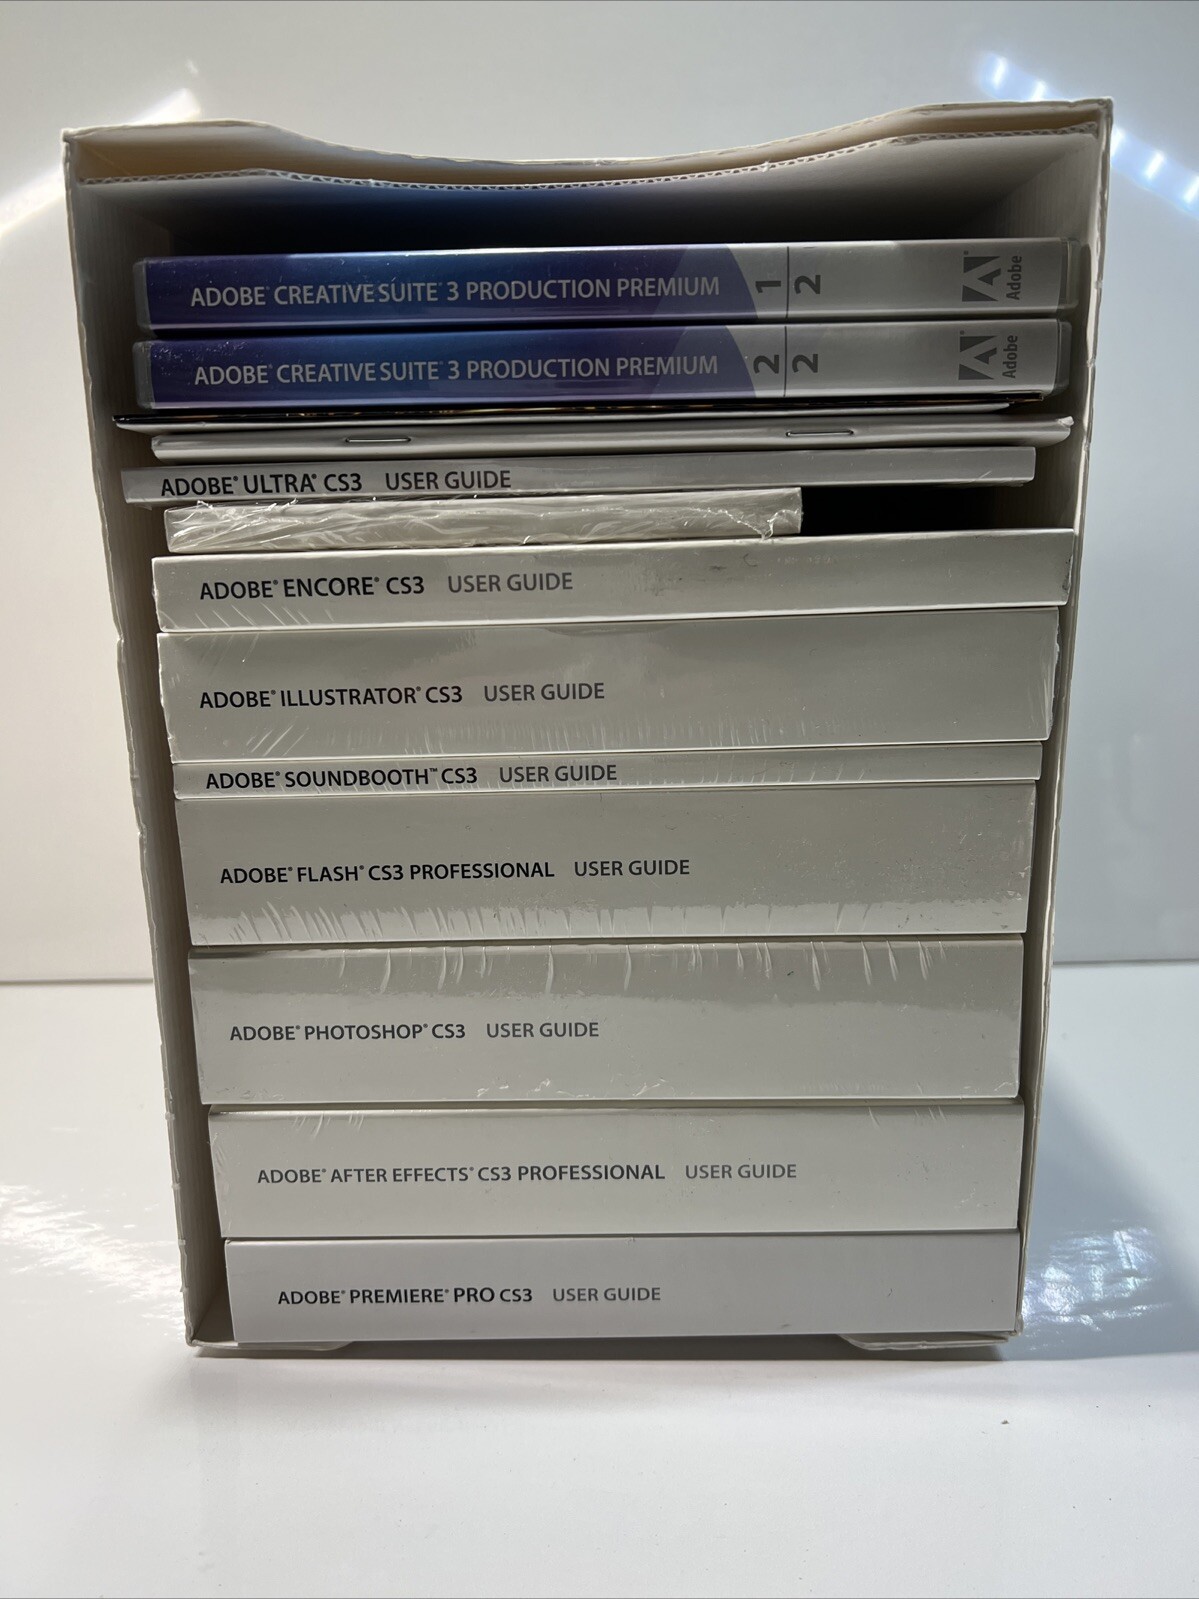 ADOBE® CREATIVE SUITE® 3 PRODUCTION PREMIUM 1 2 Adobe®
ADOBE® CREATIVE SUITE® 3 PRODUCTION PREMIUM 2 2 Adobe®
ADOBE® ULTRA® CS3 USER GUIDE
ADOBE® ENCORE® CS3 USER GUIDE
ADOBE® ILLUSTRATOR® CS3 USER GUIDE
ADOBE® SOUNDBOOTH™ CS3 USER GUIDE
ADOBE® FLASH® CS3 PROFESSIONAL USER GUIDE
ADOBE® PHOTOSHOP® CS3 USER GUIDE
ADOBE® AFTER EFFECTS® CS3 PROFESSIONAL USER GUIDE
ADOBE® PREMIERE® PRO CS3 USER GUIDE